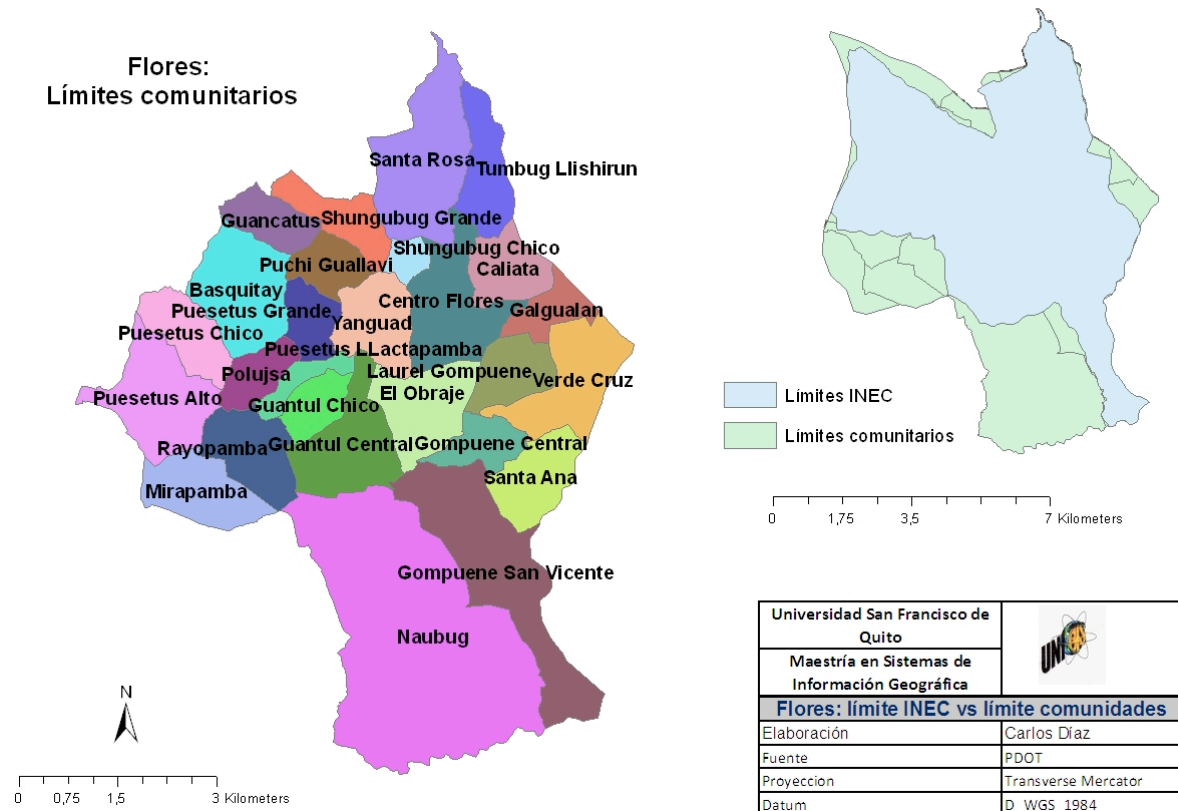 Flores:
Límites comunitarios
Santa Rosa
Tumbug Llishirun
Guancatus
Shungubug Grande
Shungubug Chico
Puchi Guallavi
Caliata
Basquitay
Centro Flores
Puesetus Grande
Galgualan
Yanguad
Puesetus Chico
Puesetus LLactapamba
Polujsa
Laurel Gompuene
Verde Cruz
El Obraje
Puesetus Alto
Guantul Chico
Rayopamba
Guantul Central
Gompuene Central
Santa Ana
Mirapamba
Gompuene San Vicente
Naubug
N
0 0,75 1,5 3 Kilometers
Límites INEC
Límites comunitarios
0 1,75 3,5 7 Kilometers
Universidad San Francisco de
Quito
Maestría en Sistemas de
Información Geográfica
Flores: límite INEC vs límite comunidades
Elaboración Carlos Díaz
Fuente PDOT
Proyeccion Transverse Mercator
Datum D_WGS_1984